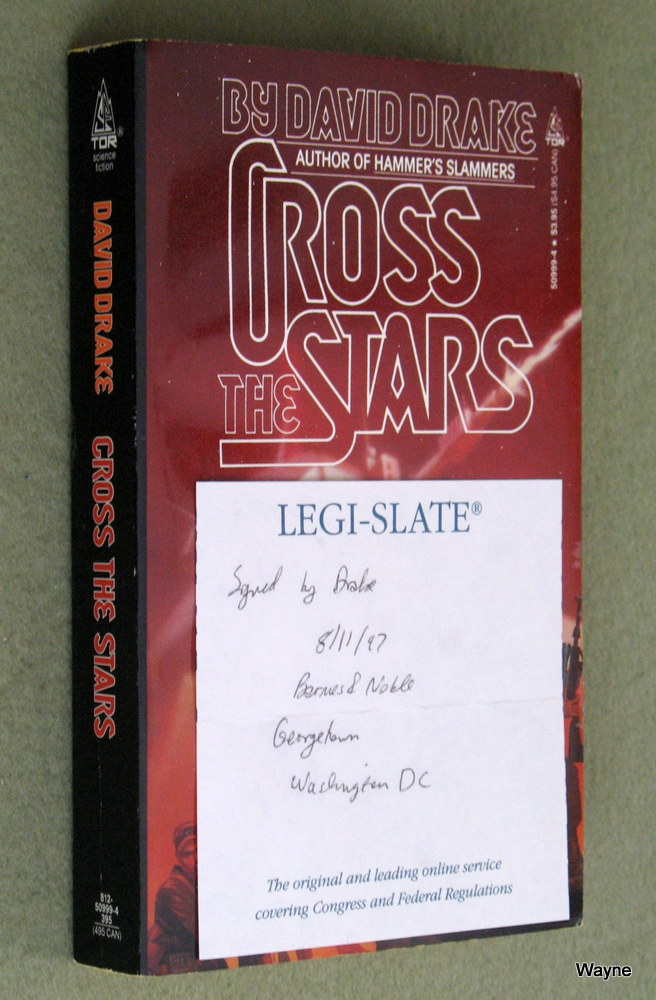 TOR®
science
fiction
DAVID DRAKE CROSS THE STARS
812-
50999-4
395
(495 CAN)
BY DAVID DRAKE
AUTHOR OF HAMMER'S SLAMMERS
CROSS
THE STARS
TOR®
50999-4 ★ $3.95 ($4.95 CAN)
LEGI-SLATE®
Signed by Drake
8/11/97
Barnes & Noble
Georgetown
Washington DC
The original and leading online service
covering Congress and Federal Regulations
Wayne